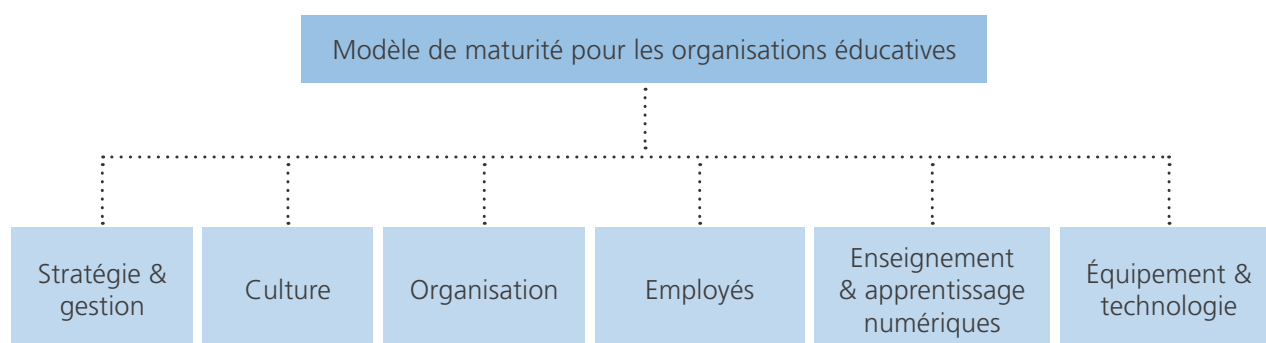 Modèle de maturité pour les organisations éducatives
Stratégie &
gestion
Culture
Organisation
Employés
Enseignement
& apprentissage
numériques
Équipement &
technologie